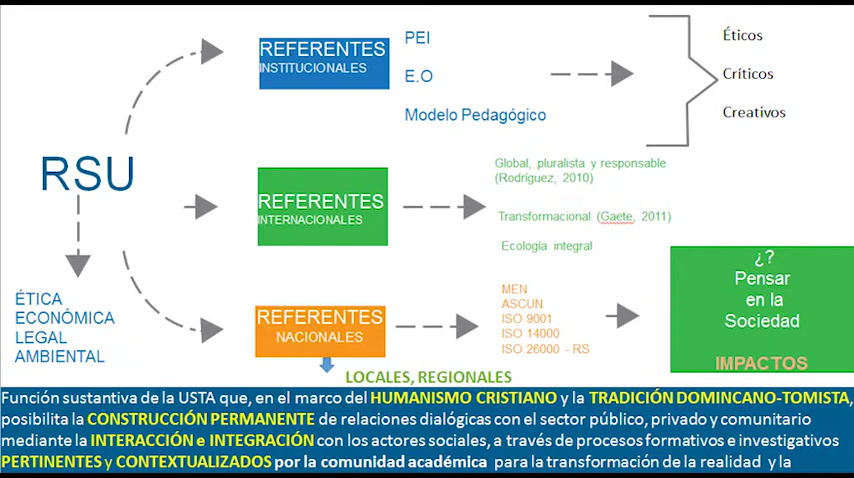 REFERENTES
INSTITUCIONALES
PEI
E.O
Modelo Pedagógico
Éticos
Críticos
Creativos
RSU
REFERENTES
INTERNACIONALES
Global, pluralista y responsable
(Rodríguez, 2010)
Transformacional (Gaete, 2011)
Ecología integral
ÉTICA
ECONÓMICA
LEGAL
AMBIENTAL
REFERENTES
NACIONALES
MEN
ASCUN
ISO 9001
ISO 14000
ISO 26000 - RS
¿?
Pensar
en la
Sociedad
IMPACTOS
LOCALES, REGIONALES
Función sustantiva de la USTA que, en el marco del HUMANISMO CRISTIANO y la TRADICIÓN DOMINCANO-TOMISTA,
posibilita la CONSTRUCCIÓN PERMANENTE de relaciones dialógicas con el sector público, privado y comunitario
mediante la INTERACCIÓN e INTEGRACIÓN con los actores sociales, a través de procesos formativos e investigativos
PERTINENTES y CONTEXTUALIZADOS por la comunidad académica para la transformación de la realidad y la